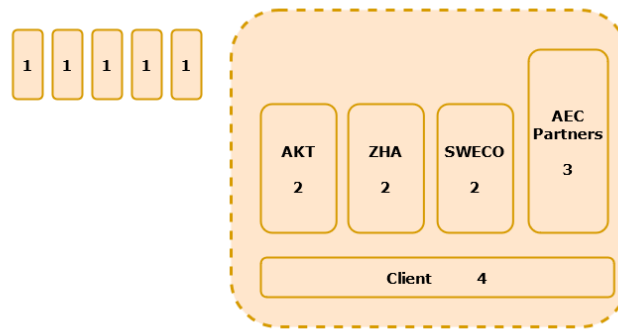 1 1 1 1 1
AKT
2
ZHA
2
SWECO
2
AEC
Partners
3
Client 4